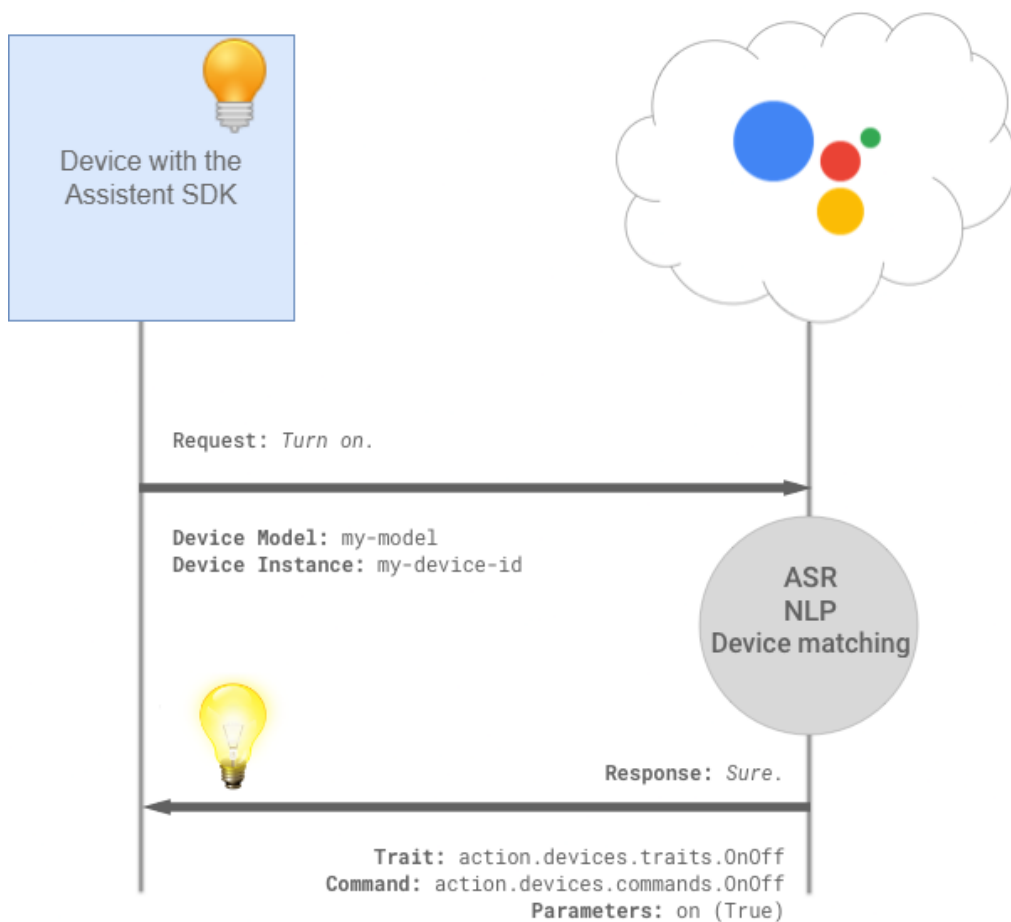 Device with the
Assistent SDK
Request: Turn on.
Device Model: my-model
Device Instance: my-device-id
ASR
NLP
Device matching
Response: Sure.
Trait: action.devices.traits.OnOff
Command: action.devices.commands.OnOff
Parameters: on (True)